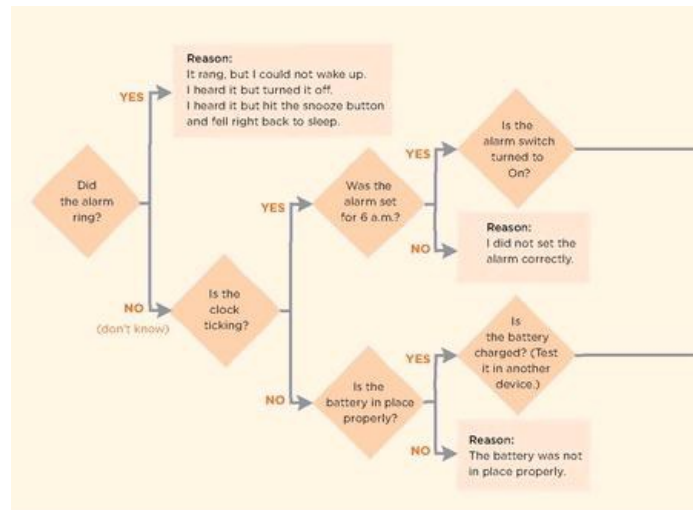 Reason:
It rang, but I could not wake up.
I heard it but turned it off.
I heard it but hit the snooze button
and fell right back to sleep.
YES
Did
the alarm
ring?
NO
(don't know)
Is the
clock
ticking?
YES
Was the
alarm set
for 6 a.m.?
YES
Is the
alarm switch
turned to
On?
NO
Reason:
I did not set the
alarm correctly.
NO
Is the
battery in place
properly?
YES
Is
the battery
charged? (Test
it in another
device.)
NO
Reason:
The battery was not
in place properly.